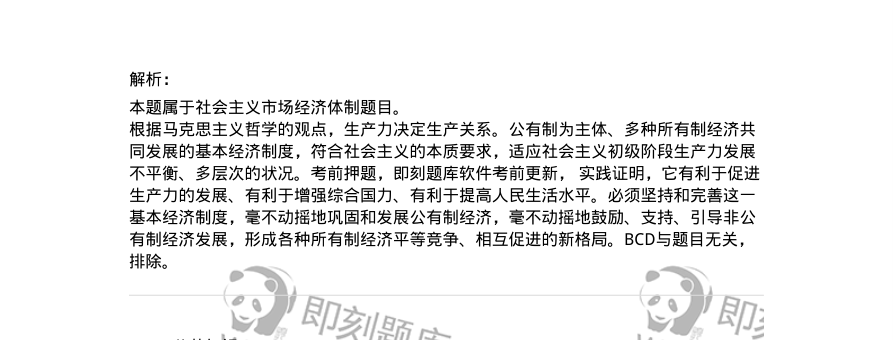 解析：
本题属于社会主义市场经济体制题目。
根据马克思主义哲学的观点，生产力决定生产关系。公有制为主体、多种所有制经济共
同发展的基本经济制度，符合社会主义的本质要求，适应社会主义初级阶段生产力发展
不平衡、多层次的状况。考前押题，即刻题库软件考前更新， 实践证明，它有利于促进
生产力的发展、有利于增强综合国力、有利于提高人民生活水平。必须坚持和完善这一
基本经济制度，毫不动摇地巩固和发展公有制经济，毫不动摇地鼓励、支持、引导非公
有制经济发展，形成各种所有制经济平等竞争、相互促进的新格局。BCD与题目无关，
排除。
即刻题库
即刻